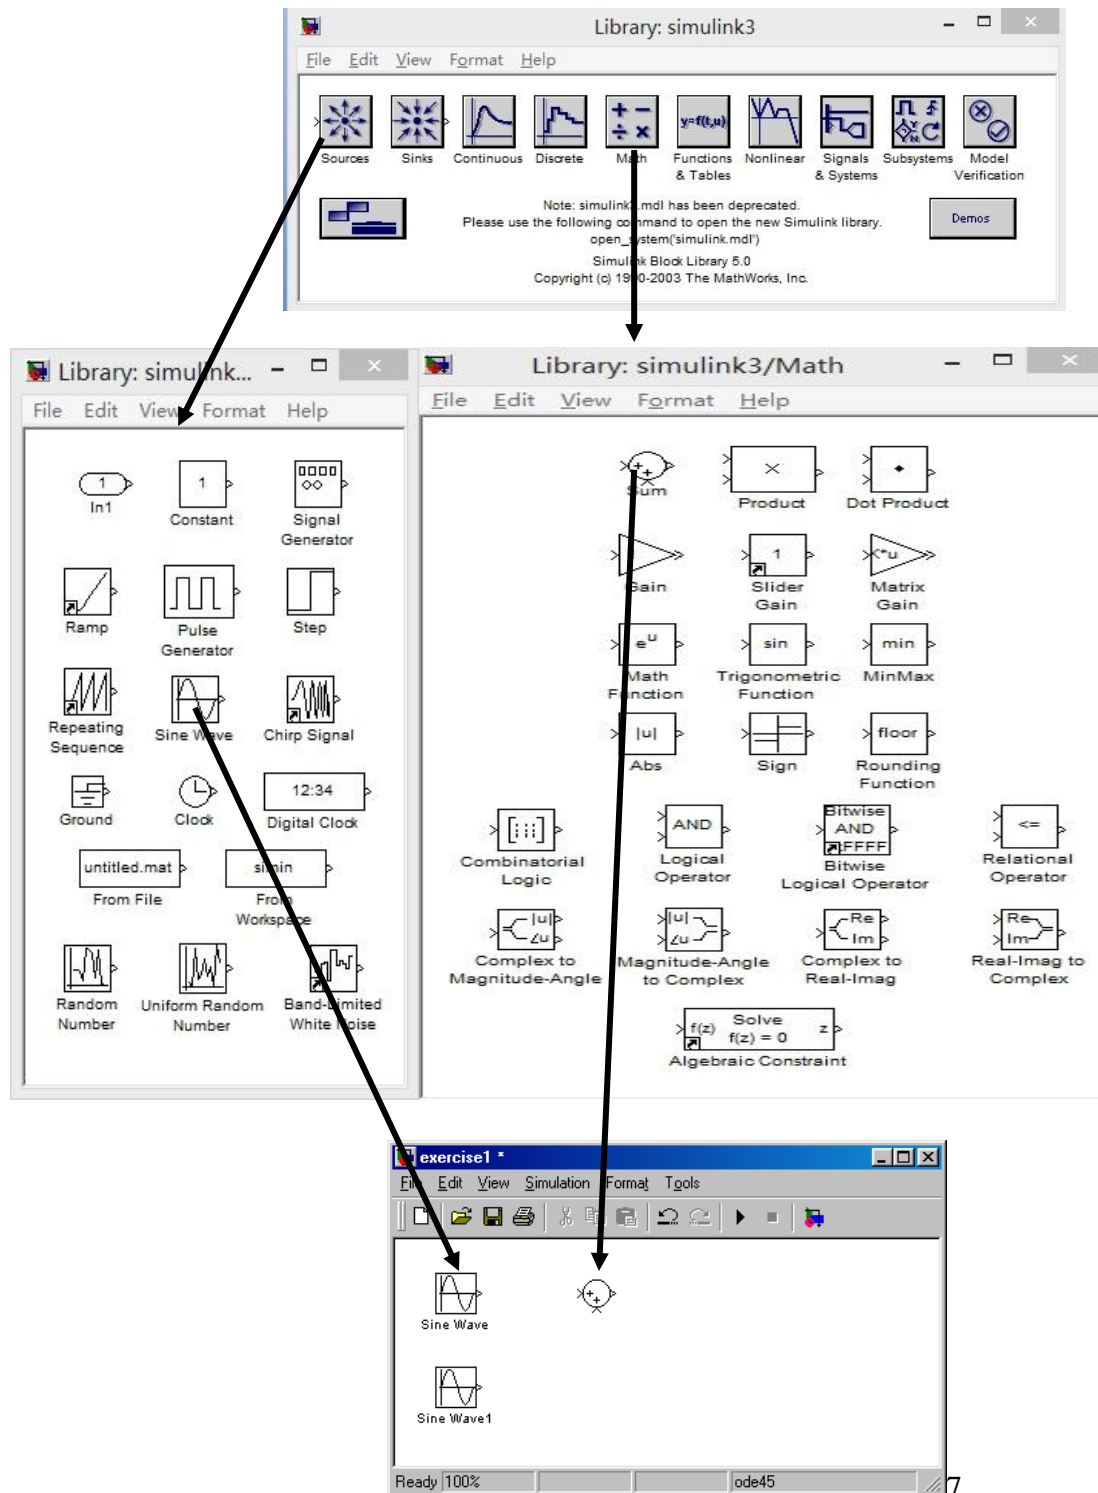 Library: simulink3
File Edit View Format Help
y=f(t,u)
Sources Sinks Continuous Discrete Math Functions & Tables Nonlinear Signals & Systems Subsystems Model Verification
Note: simulink3.mdl has been deprecated.
Please use the following command to open the new Simulink library.
open_system('simulink.mdl')
Simulink Block Library 5.0
Copyright (c) 1990-2003 The MathWorks, Inc.
Demos
Library: simulink...
File Edit View Format Help
1 1
In1 Constant Signal Generator
Ramp Pulse Generator Step
Repeating Sequence Sine Wave Chirp Signal
12:34
Ground Clock Digital Clock
untitled.mat simin
From File From Workspace
Random Number Uniform Random Number Band-Limited White Noise
Library: simulink3/Math
File Edit View Format Help
Sum Product Dot Product
1 *u
Gain Slider Gain Matrix Gain
e^u sin min
Math Function Trigonometric Function MinMax
|u| floor
Abs Sign Rounding Function
AND Bitwise AND FFFF <=
Combinatorial Logic Logical Operator Bitwise Logical Operator Relational Operator
|u| ∠u |u| ∠u Re Im Re Im
Complex to Magnitude-Angle Magnitude-Angle to Complex Complex to Real-Imag Real-Imag to Complex
f(z) Solve f(z) = 0 z
Algebraic Constraint
exercise1 *
File Edit View Simulation Format Tools
Sine Wave
Sine Wave1
Ready 100% ode45
7